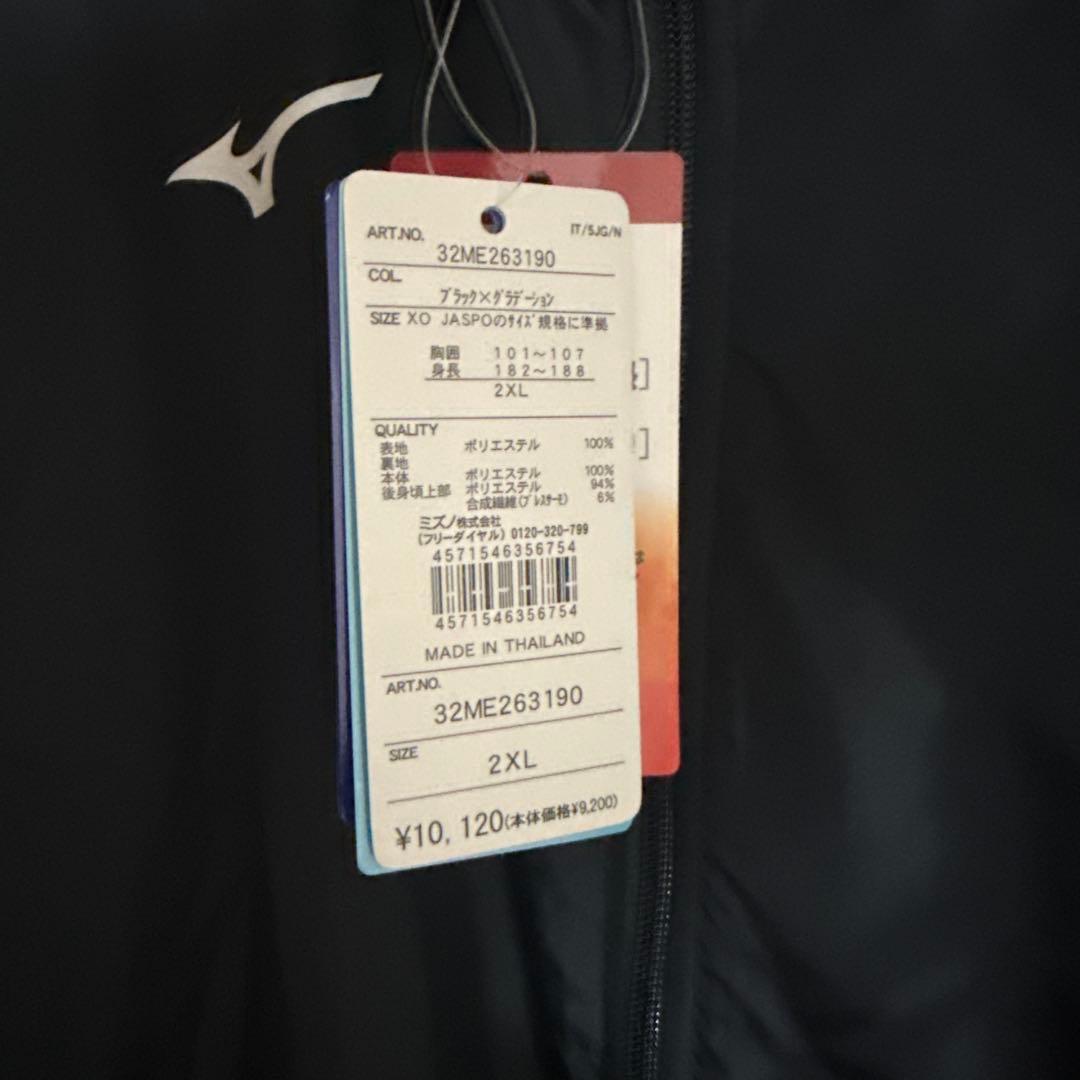 ART.NO.
IT/5JG/N
32ME263190
COL.
ﾌﾞﾗｯｸ×ｸﾞﾗﾃﾞｰｼｮﾝ
SIZE XO JASPOのｻｲｽﾞ規格に準拠
胸囲 101～107
身長 182～188
2XL
QUALITY
表地 ポリエステル 100%
裏地
本体 ポリエステル 100%
後身頃上部 ポリエステル 94%
合成繊維(ﾌﾞﾚｽｻｰﾓ) 6%
ミズノ株式会社
(フリーダイヤル) 0120-320-799
4571546356754
4571546356754
MADE IN THAILAND
ART.NO.
32ME263190
SIZE
2XL
¥10,120(本体価格¥9,200)